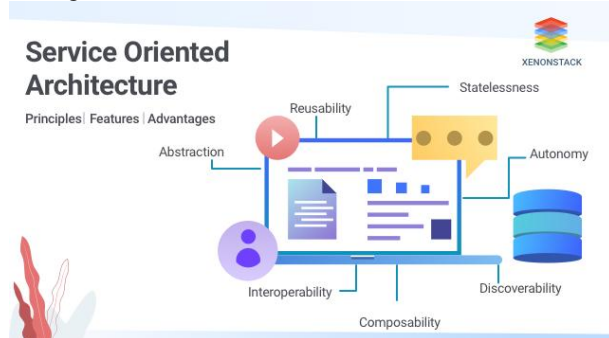 Service Oriented
Architecture
Principles| Features | Advantages
XENONSTACK
Statelessness
Reusability
Abstraction
Autonomy
Interoperability
Discoverability
Composability